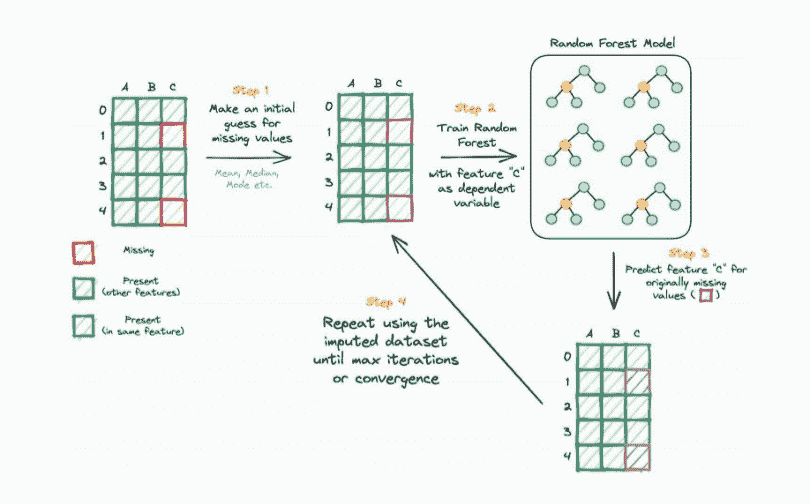 Random Forest Model
A B C
0
1
2
3
4
Step 1
Make an initial
guess for
missing values
Mean, Median,
Mode etc.
A B C
0
1
2
3
4
Step 2
Train Random
Forest
with feature "C"
as dependent
variable
Missing
Present
(other features)
Present
(in same feature)
Step 3
Predict feature "C" for
originally missing
values ( )
Step 4
Repeat using the
imputed dataset
until max iterations
or convergence
A B C
0
1
2
3
4